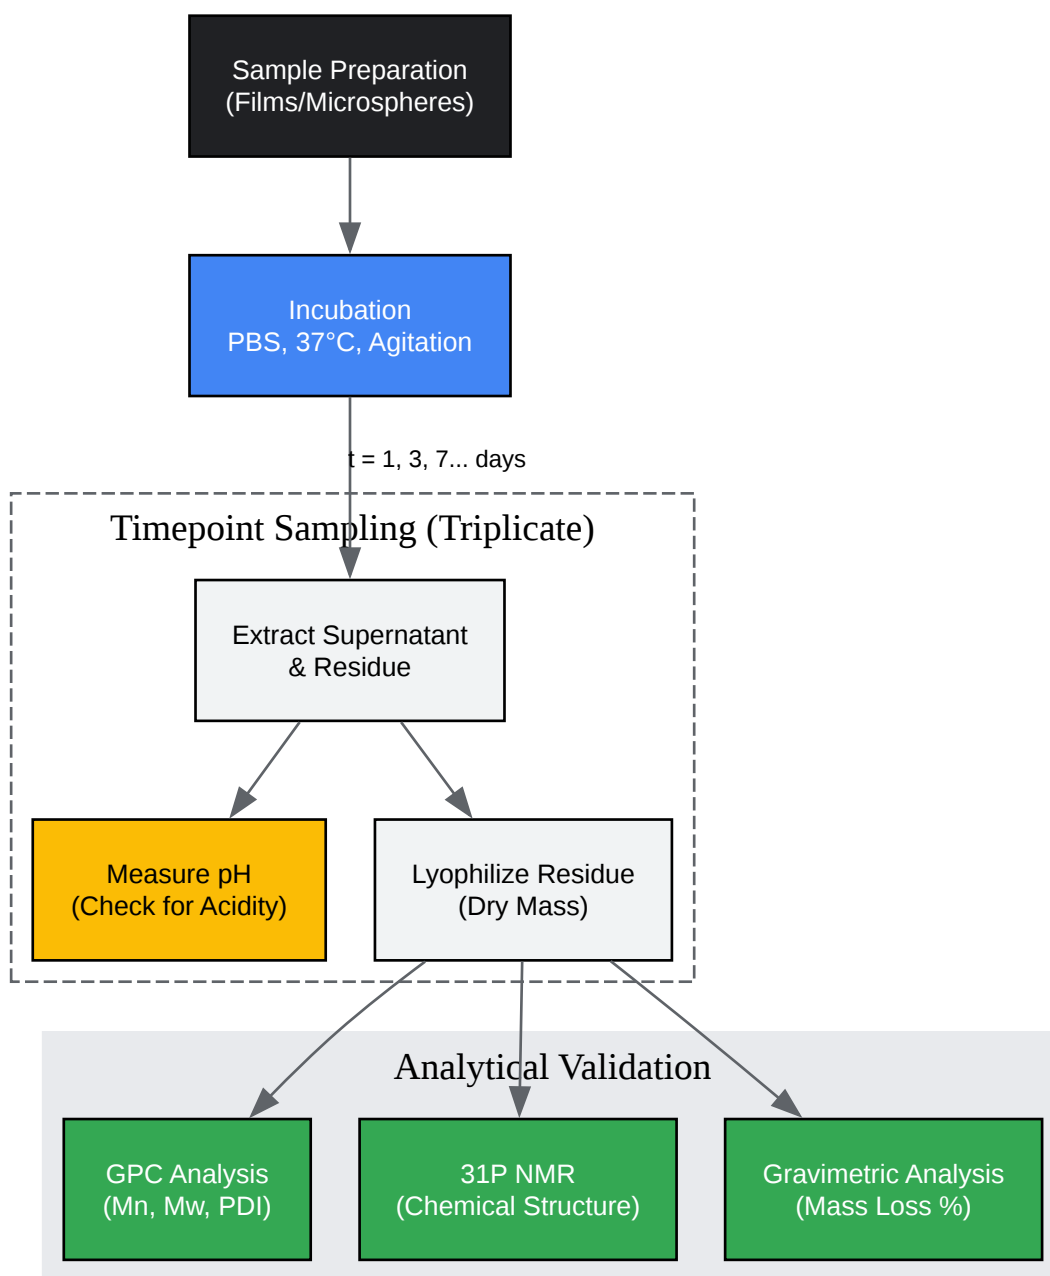 Sample Preparation
(Films/Microspheres)
Incubation
PBS, 37°C, Agitation
t = 1, 3, 7... days
Timepoint Sampling (Triplicate)
Extract Supernatant
& Residue
Measure pH
(Check for Acidity)
Lyophilize Residue
(Dry Mass)
Analytical Validation
GPC Analysis
(Mn, Mw, PDI)
31P NMR
(Chemical Structure)
Gravimetric Analysis
(Mass Loss %)